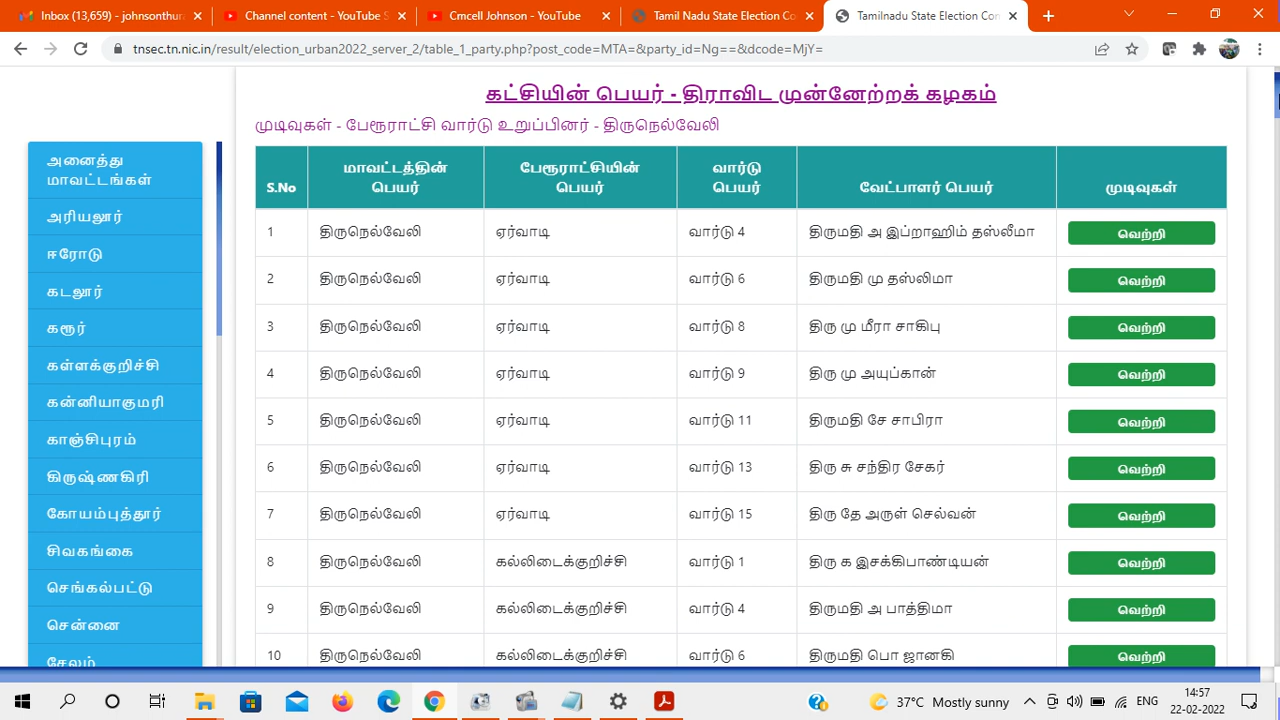 Inbox (13,659) - johnsonthura
Channel content - YouTube S
Cmcell Johnson - YouTube
Tamil Nadu State Election Co
Tamilnadu State Election Con
tnsec.tn.nic.in/result/election_urban2022_server_2/table_1_party.php?post_code=MTA=&party_id=Ng==&dcode=MjY=
கட்சியின் பெயர் - திராவிட முன்னேற்றக் கழகம்
முடிவுகள் - பேரூராட்சி வார்டு உறுப்பினர் - திருநெல்வேலி
அனைத்து
மாவட்டங்கள்
அரியலூர்
ஈரோடு
கடலூர்
கரூர்
கள்ளக்குறிச்சி
கன்னியாகுமரி
காஞ்சிபுரம்
கிருஷ்ணகிரி
கோயம்புத்தூர்
சிவகங்கை
செங்கல்பட்டு
சென்னை
சேலம்
S.No மாவட்டத்தின் பெயர் பேரூராட்சியின் பெயர் வார்டு பெயர் வேட்பாளர் பெயர் முடிவுகள்
1 திருநெல்வேலி ஏர்வாடி வார்டு 4 திருமதி அ இப்ராஹிம் தஸ்லீமா வெற்றி
2 திருநெல்வேலி ஏர்வாடி வார்டு 6 திருமதி மு தஸ்லிமா வெற்றி
3 திருநெல்வேலி ஏர்வாடி வார்டு 8 திரு மு மீரா சாகிபு வெற்றி
4 திருநெல்வேலி ஏர்வாடி வார்டு 9 திரு மு அயுப்கான் வெற்றி
5 திருநெல்வேலி ஏர்வாடி வார்டு 11 திருமதி சே சாபிரா வெற்றி
6 திருநெல்வேலி ஏர்வாடி வார்டு 13 திரு சு சந்திர சேகர் வெற்றி
7 திருநெல்வேலி ஏர்வாடி வார்டு 15 திரு தே அருள் செல்வன் வெற்றி
8 திருநெல்வேலி கல்லிடைக்குறிச்சி வார்டு 1 திரு க இசக்கிபாண்டியன் வெற்றி
9 திருநெல்வேலி கல்லிடைக்குறிச்சி வார்டு 4 திருமதி அ பாத்திமா வெற்றி
10 திருநெல்வேலி கல்லிடைக்குறிச்சி வார்டு 6 திருமதி பொ ஜானகி வெற்றி
37°C Mostly sunny
ENG
14:57
22-02-2022